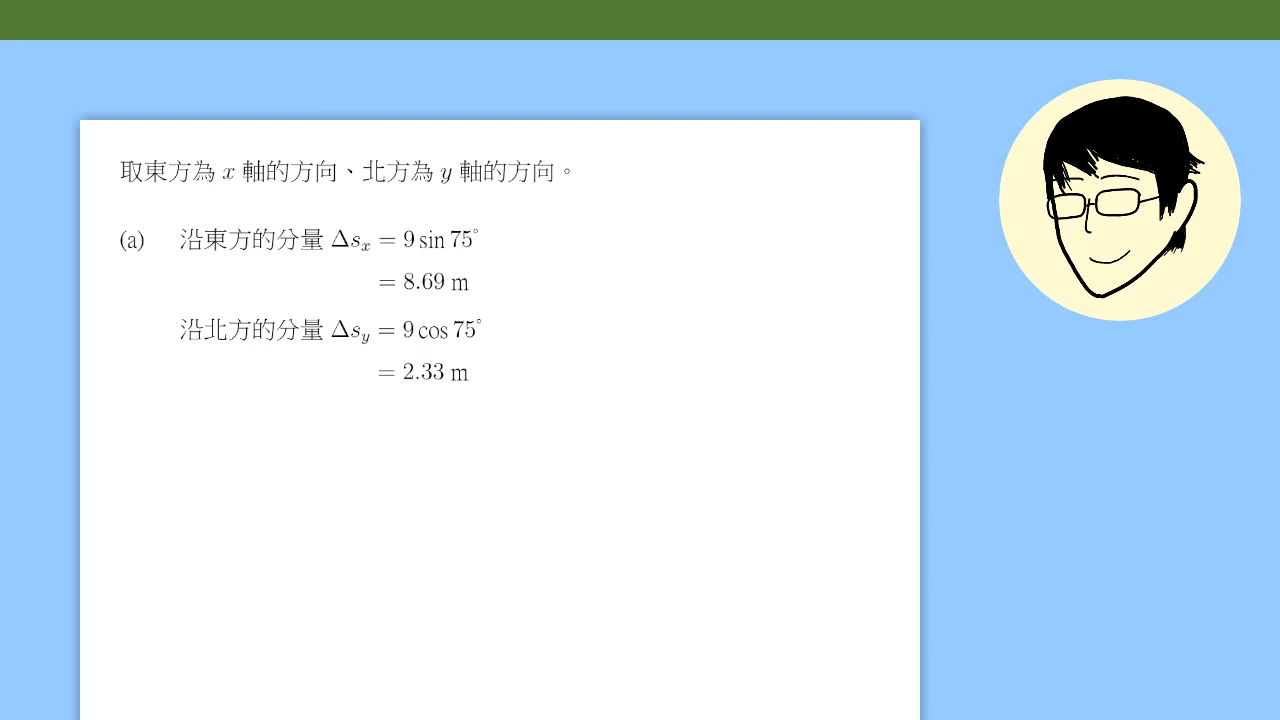 取東方為 x 軸的方向、北方為 y 軸的方向。
(a) 沿東方的分量 Δsₓ = 9 sin 75°
= 8.69 m
沿北方的分量 Δs_y = 9 cos 75°
= 2.33 m